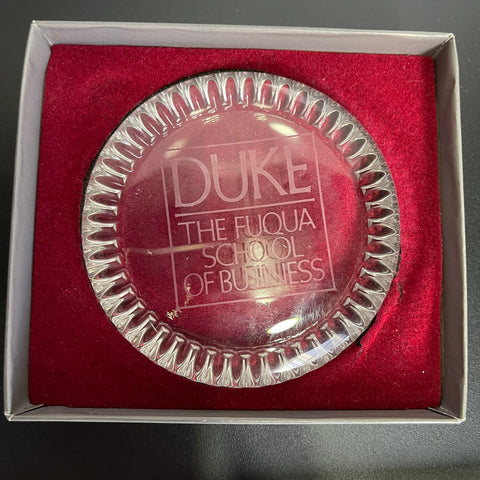 DUKE
THE FUQUA
SCHOOL
OF BUSINESS